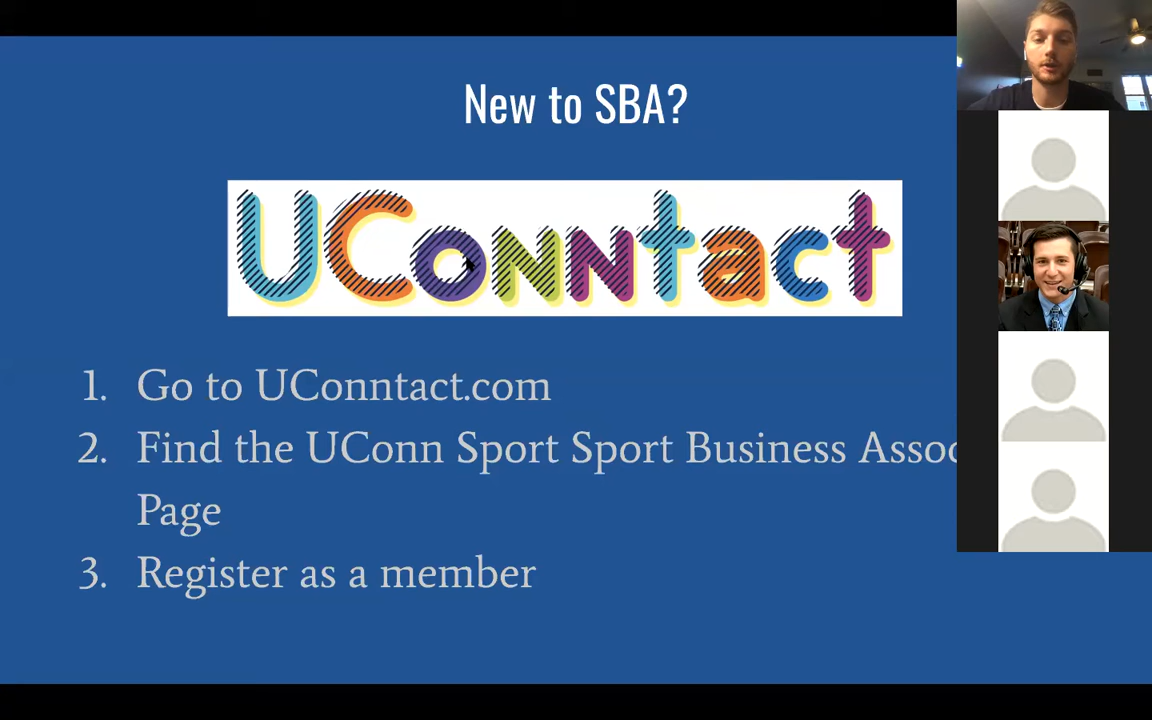 New to SBA?
UConntact
1. Go to UConntact.com
2. Find the UConn Sport Sport Business
Page
3. Register as a member